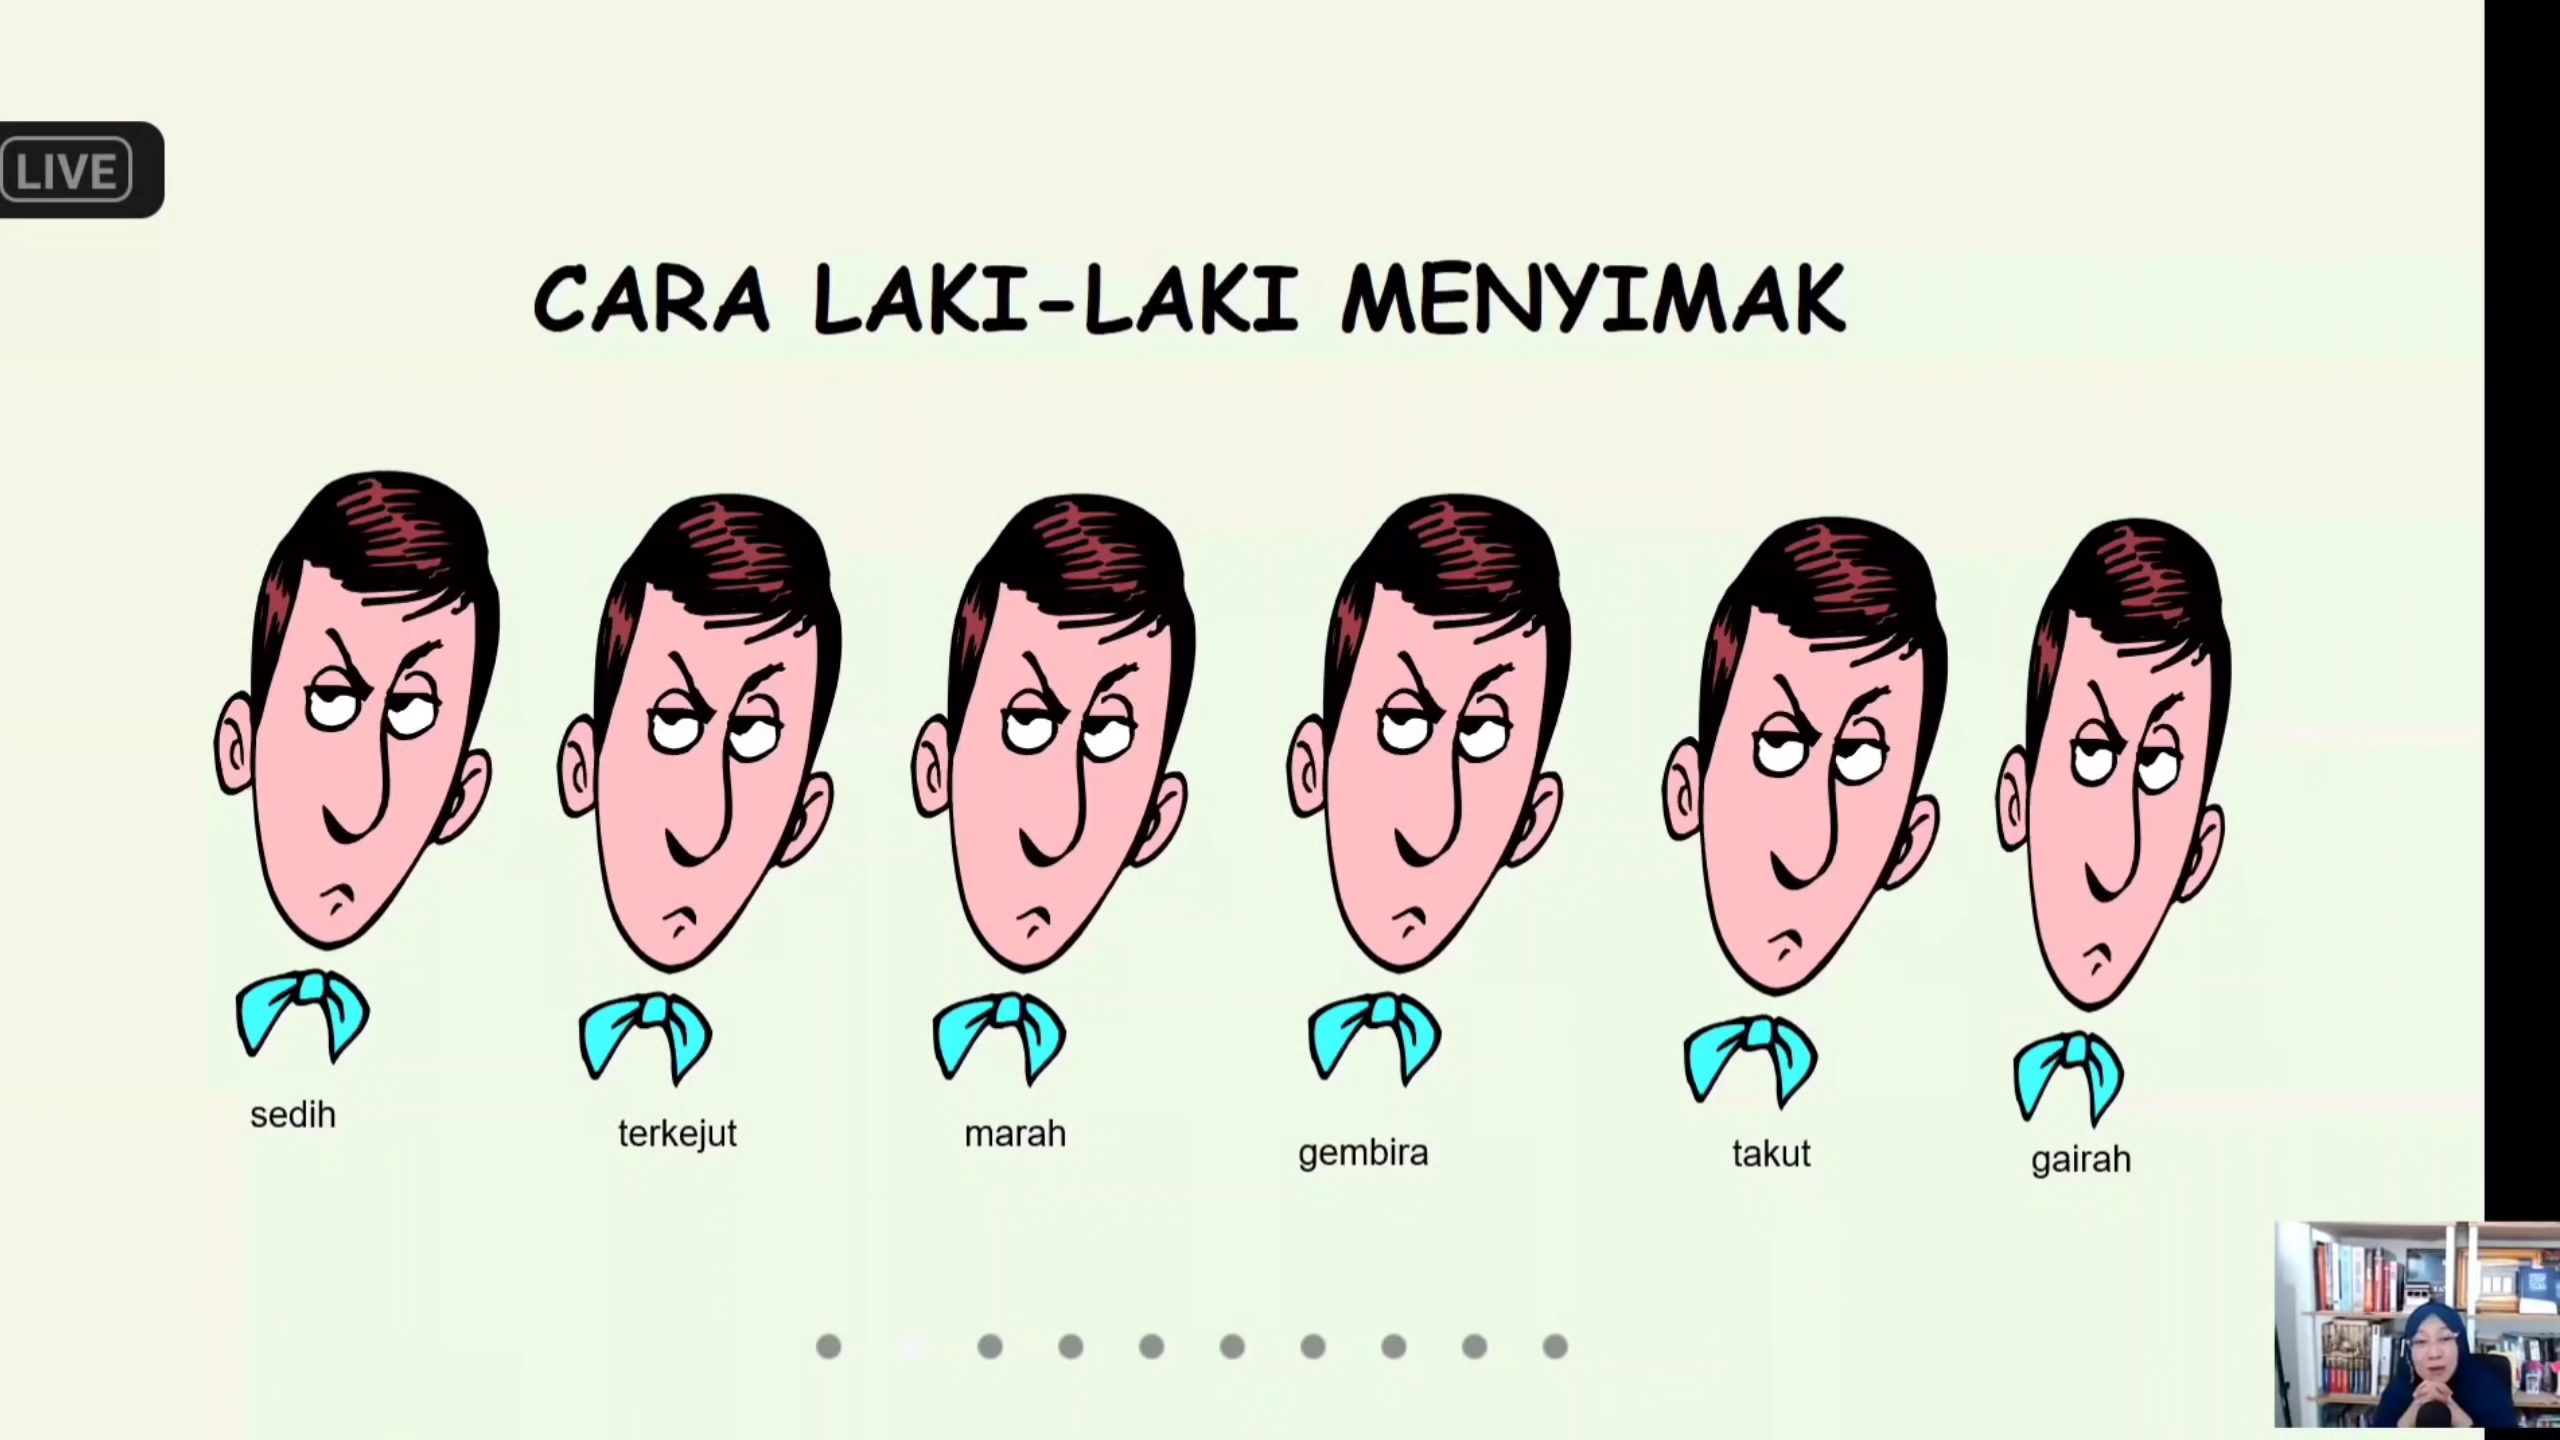 LIVE
CARA LAKI-LAKI MENYIMAK
sedih
terkejut
marah
gembira
takut
gairah